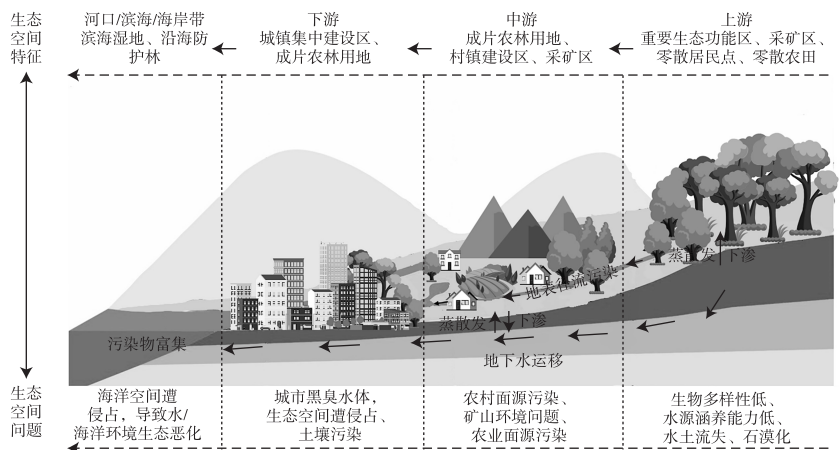 生态
空间
特征
河口/滨海/海岸带
滨海湿地、沿海防
护林
下游
城镇集中建设区、
成片农林用地
中游
成片农林用地、
村镇建设区、采矿区
上游
重要生态功能区、采矿区、
零散居民点、零散农田
蒸散发
下渗
地表径流污染
蒸散发
下渗
污染物富集
地下水运移
生态
空间
问题
海洋空间遭
侵占，导致水/
海洋环境生态恶化
城市黑臭水体，
生态空间遭侵占、
土壤污染
农村面源污染、
矿山环境问题、
农业面源污染
生物多样性低、
水源涵养能力低、
水土流失、石漠化